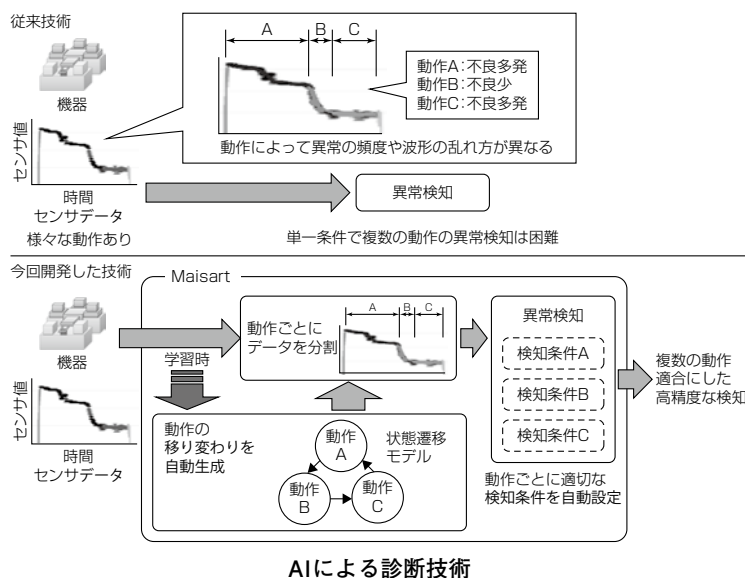 従来技術
機器
センサ値
時間
センサデータ
様々な動作あり
A
B
C
動作A:不良多発
動作B:不良少
動作C:不良多発
動作によって異常の頻度や波形の乱れ方が異なる
異常検知
単一条件で複数の動作の異常検知は困難
今回開発した技術
機器
センサ値
時間
センサデータ
Maisart
学習時
動作ごとに
データを分割
A
B
C
動作の
移り変わりを
自動生成
状態遷移
モデル
動作
A
動作
B
動作
C
異常検知
検知条件A
検知条件B
検知条件C
動作ごとに適切な
検知条件を自動設定
複数の動作
適合にした
高精度な検知
AIによる診断技術